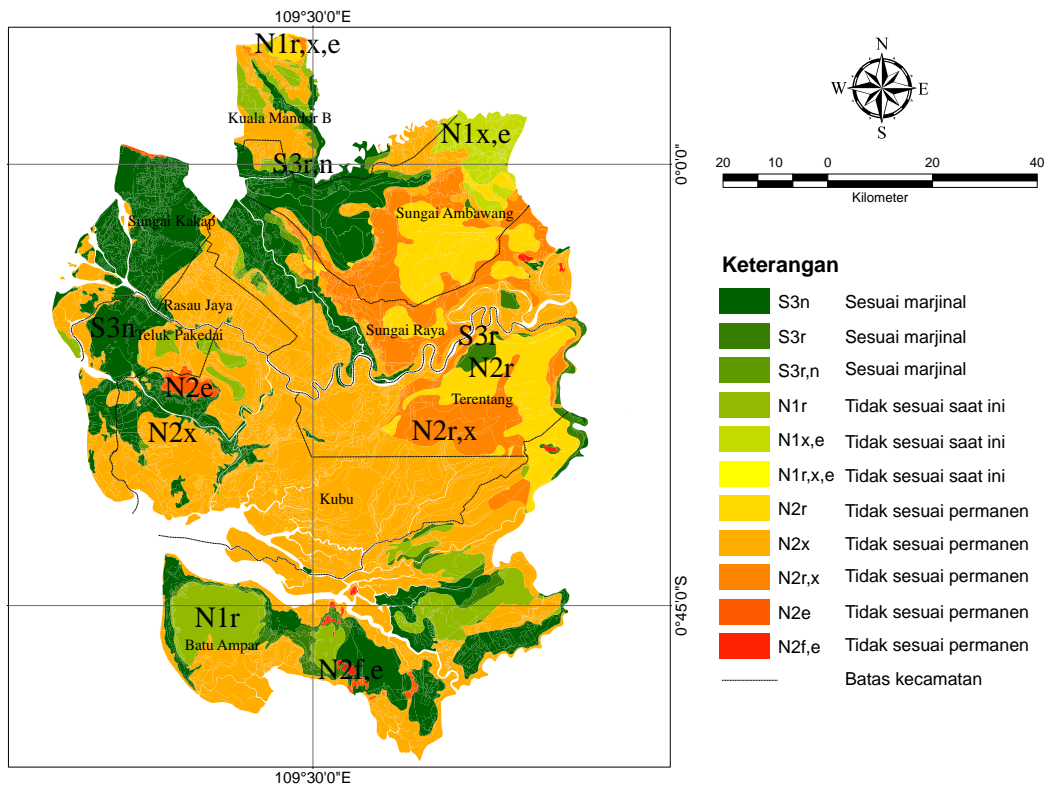 109°30'0"E
N1r,x,e
Kuala Mandor B
N1x,e
S3r,n
0°0'0"
Sungai Ambawang
Sungai Kakap
Rasau Jaya
S3n
Teluk Pakedai
Sungai Raya
S3r
N2r
N2e
Terentang
N2x
N2r,x
Kubu
N1r
Batu Ampar
N2f,e
0°45'0"S
109°30'0"E
N
W
E
S
20 10 0 20 40
Kilometer
Keterangan
S3n Sesuai marjinal
S3r Sesuai marjinal
S3r,n Sesuai marjinal
N1r Tidak sesuai saat ini
N1x,e Tidak sesuai saat ini
N1r,x,e Tidak sesuai saat ini
N2r Tidak sesuai permanen
N2x Tidak sesuai permanen
N2r,x Tidak sesuai permanen
N2e Tidak sesuai permanen
N2f,e Tidak sesuai permanen
Batas kecamatan